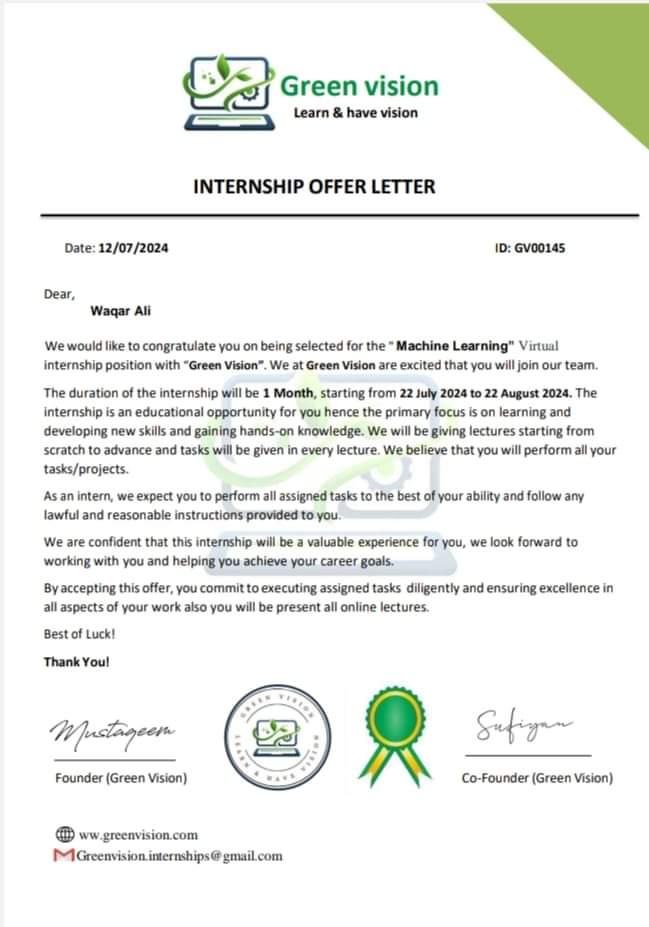 Green vision
Learn & have vision
INTERNSHIP OFFER LETTER
Date: 12/07/2024
ID: GV00145
Dear,
Waqar Ali
We would like to congratulate you on being selected for the " Machine Learning" Virtual
internship position with "Green Vision". We at Green Vision are excited that you will join our team.
The duration of the internship will be 1 Month, starting from 22 July 2024 to 22 August 2024. The
internship is an educational opportunity for you hence the primary focus is on learning and
developing new skills and gaining hands-on knowledge. We will be giving lectures starting from
scratch to advance and tasks will be given in every lecture. We believe that you will perform all your
tasks/projects.
As an intern, we expect you to perform all assigned tasks to the best of your ability and follow any
lawful and reasonable instructions provided to you.
We are confident that this internship will be a valuable experience for you, we look forward to
working with you and helping you achieve your career goals.
By accepting this offer, you commit to executing assigned tasks diligently and ensuring excellence in
all aspects of your work also you will be present all online lectures.
Best of Luck!
Thank You!
Mustaqeem
GREEN VISION
LEARN & HAVE VISION
Sufiyan
Founder (Green Vision)
Co-Founder (Green Vision)
ww.greenvision.com
Greenvision.internships@gmail.com